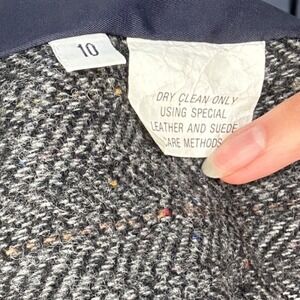 10
DRY CLEAN ONLY
USING SPECIAL
LEATHER AND SUEDE
CARE METHODS